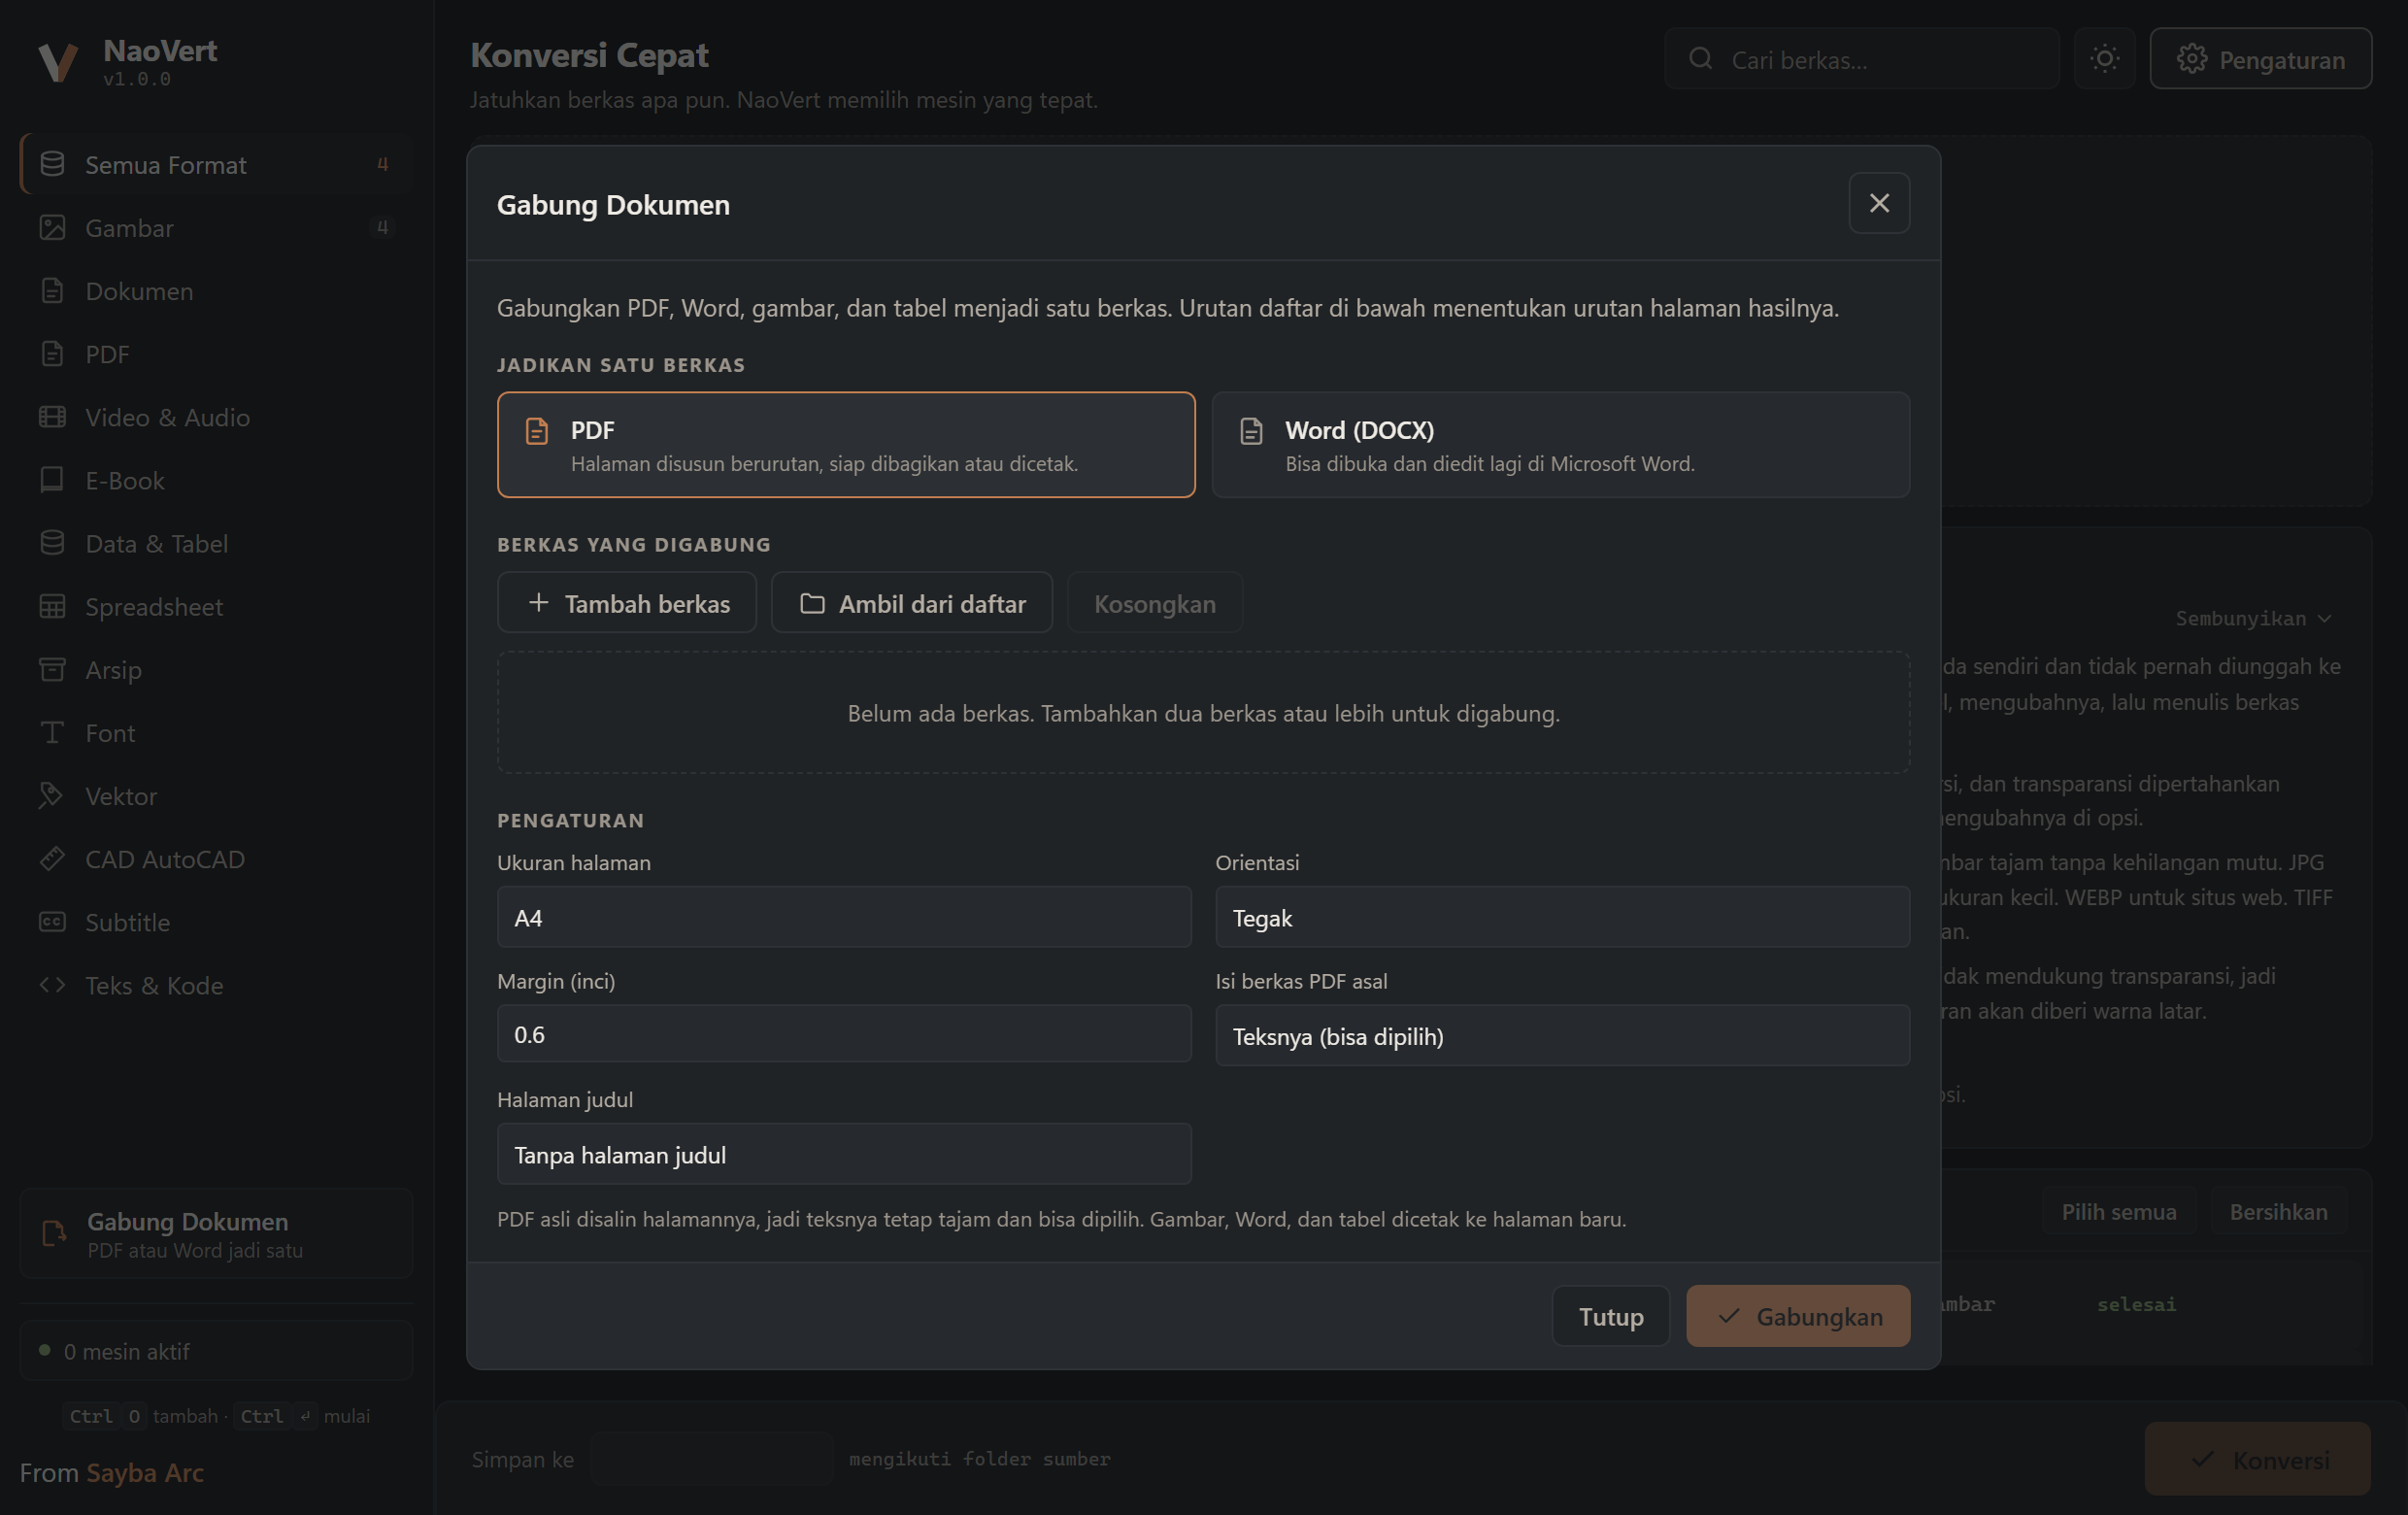 NaoVert
v1.0.0
Semua Format 4
Gambar 4
Dokumen
PDF
Video & Audio
E-Book
Data & Tabel
Spreadsheet
Arsip
Font
Vektor
CAD AutoCAD
Subtitle
Teks & Kode
Gabung Dokumen
PDF atau Word jadi satu
0 mesin aktif
Ctrl O tambah · Ctrl ↵ mulai
From Sayba Arc
Konversi Cepat
Jatuhkan berkas apa pun. NaoVert memilih mesin yang tepat.
Cari berkas...
Pengaturan
Gabung Dokumen
Gabungkan PDF, Word, gambar, dan tabel menjadi satu berkas. Urutan daftar di bawah menentukan urutan halaman hasilnya.
JADIKAN SATU BERKAS
PDF
Halaman disusun berurutan, siap dibagikan atau dicetak.
Word (DOCX)
Bisa dibuka dan diedit lagi di Microsoft Word.
BERKAS YANG DIGABUNG
Tambah berkas
Ambil dari daftar
Kosongkan
Belum ada berkas. Tambahkan dua berkas atau lebih untuk digabung.
PENGATURAN
Ukuran halaman
A4
Orientasi
Tegak
Margin (inci)
0.6
Isi berkas PDF asal
Teksnya (bisa dipilih)
Halaman judul
Tanpa halaman judul
PDF asli disalin halamannya, jadi teksnya tetap tajam dan bisa dipilih. Gambar, Word, dan tabel dicetak ke halaman baru.
Tutup
Gabungkan
Sembunyikan
sendiri dan tidak pernah diunggah ke
mengubahnya, lalu menulis berkas
dan transparansi dipertahankan
di opsi.
tajam tanpa kehilangan mutu. JPG
kecil. WEBP untuk situs web. TIFF
mendukung transparansi, jadi
akan diberi warna latar.
Pilih semua
Bersihkan
selesai
Simpan ke
mengikuti folder sumber
Konversi